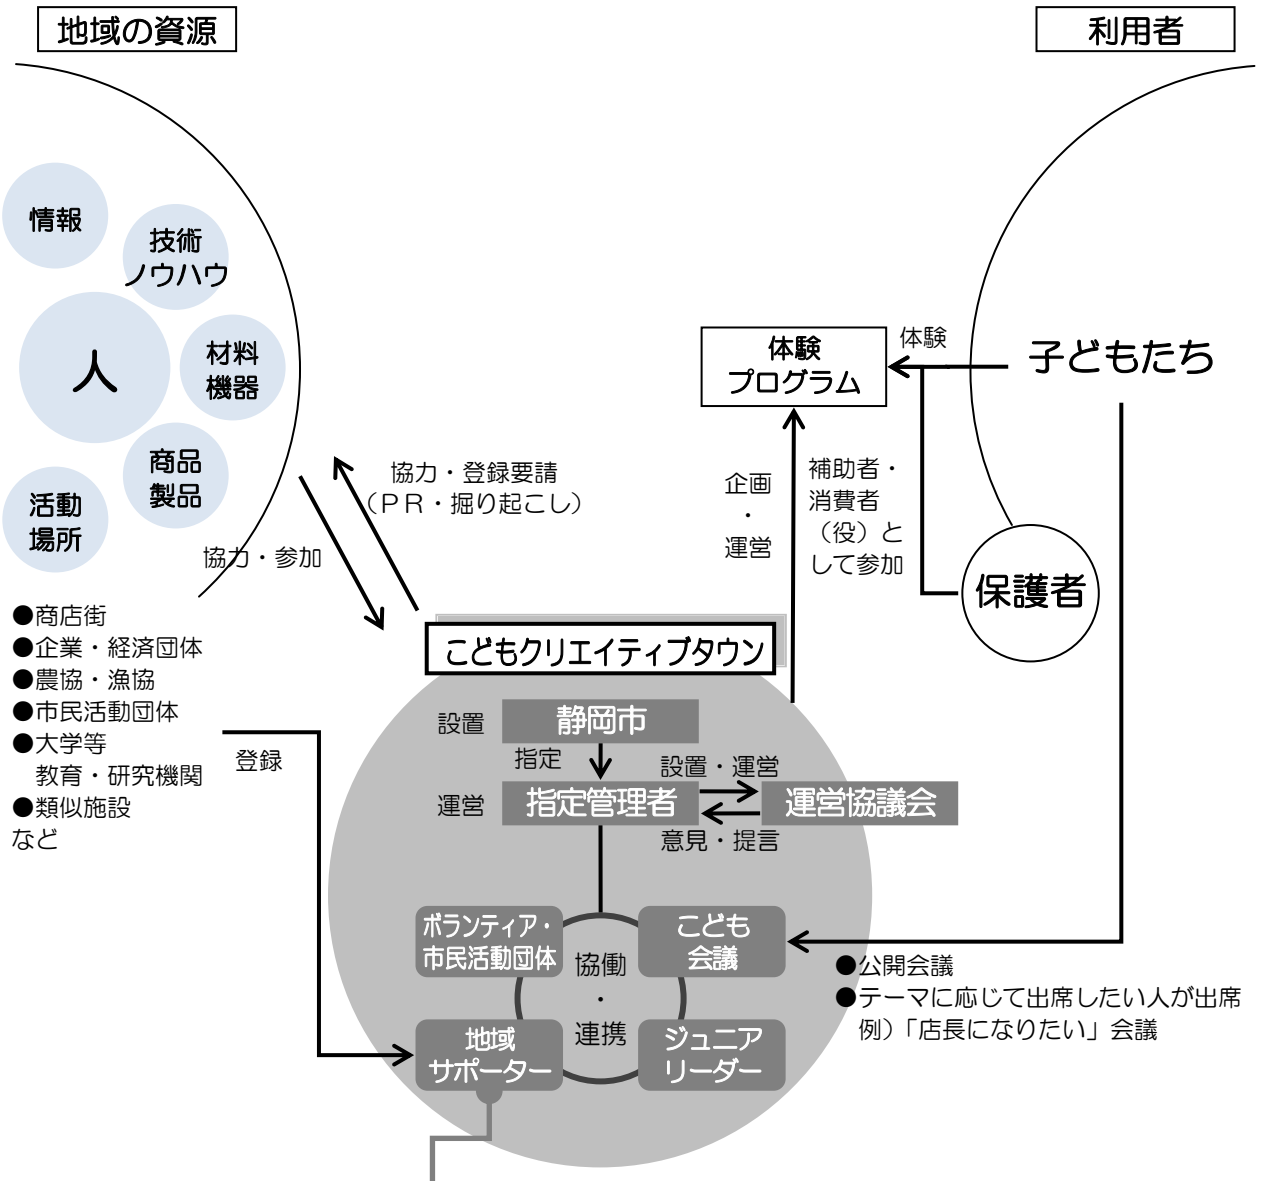 地域の資源
利用者
情報
技術
ノウハウ
人
材料
機器
商品
製品
活動
場所
体験
プログラム
体験
子どもたち
協力・登録要請
（ＰＲ・掘り起こし）
協力・参加
企画
・
運営
補助者・
消費者
（役）と
して参加
保護者
●商店街
●企業・経済団体
●農協・漁協
●市民活動団体
●大学等
教育・研究機関
●類似施設
など
登録
こどもクリエイティブタウン
設置
静岡市
指定
設置・運営
運営
指定管理者
運営協議会
意見・提言
ボランティア・
市民活動団体
こども
会議
協働
・
連携
地域
サポーター
ジュニア
リーダー
●公開会議
●テーマに応じて出席したい人が出席
例）「店長になりたい」会議